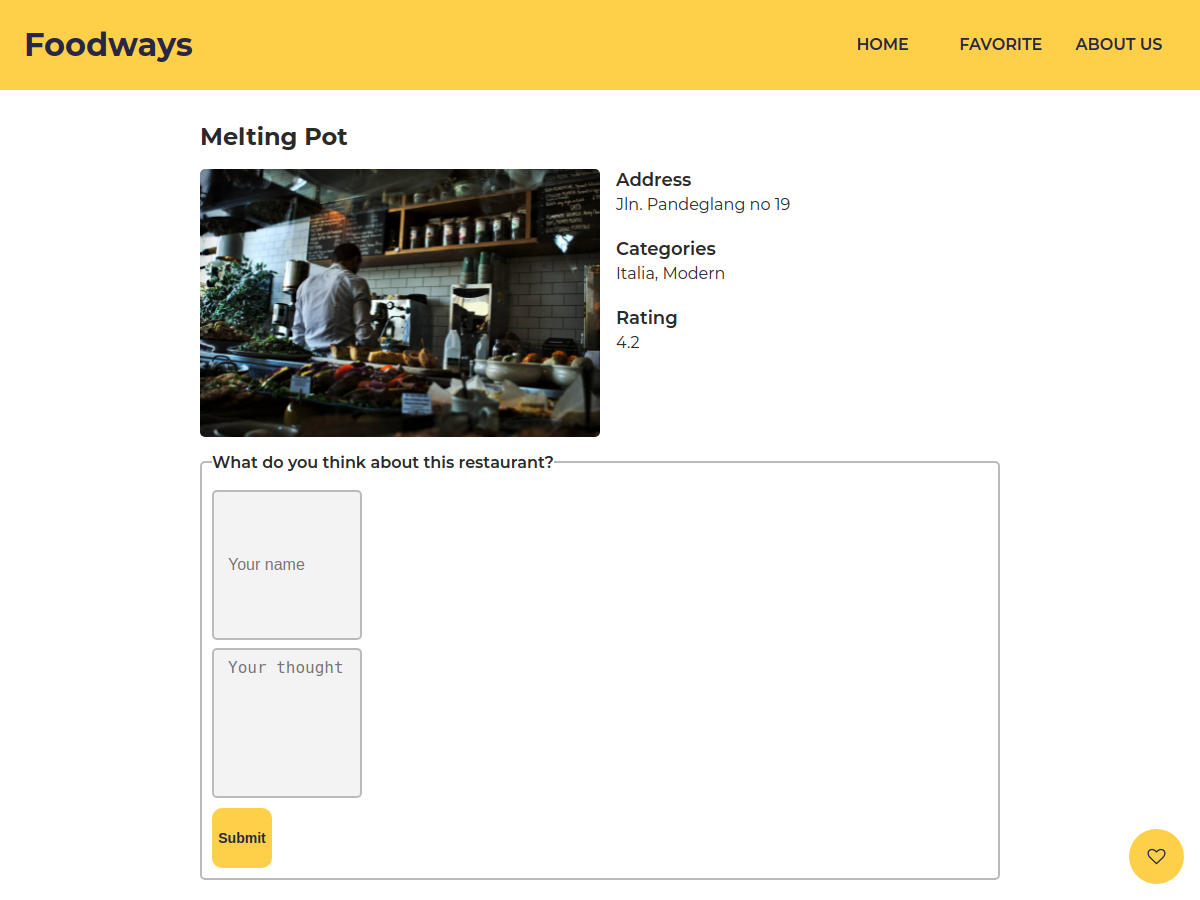 Foodways
HOME FAVORITE ABOUT US
Melting Pot
Address
Jln. Pandeglang no 19
Categories
Italia, Modern
Rating
4.2
What do you think about this restaurant?
Your name
Your thought
Submit